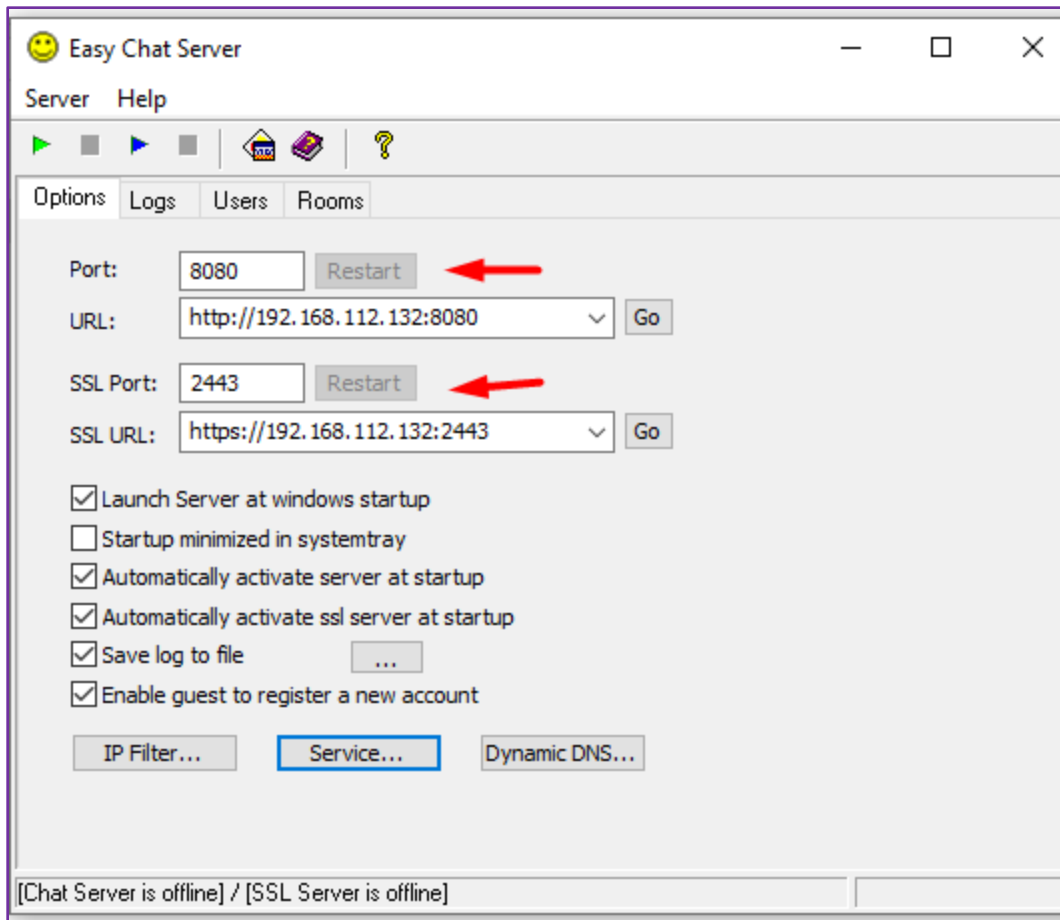 Easy Chat Server
Server Help
Options Logs Users Rooms
Port: 8080 Restart
URL: http://192.168.112.132:8080 Go
SSL Port: 2443 Restart
SSL URL: https://192.168.112.132:2443 Go
Launch Server at windows startup
Startup minimized in systemtray
Automatically activate server at startup
Automatically activate ssl server at startup
Save log to file ...
Enable guest to register a new account
IP Filter... Service... Dynamic DNS...
[Chat Server is offline] / [SSL Server is offline]